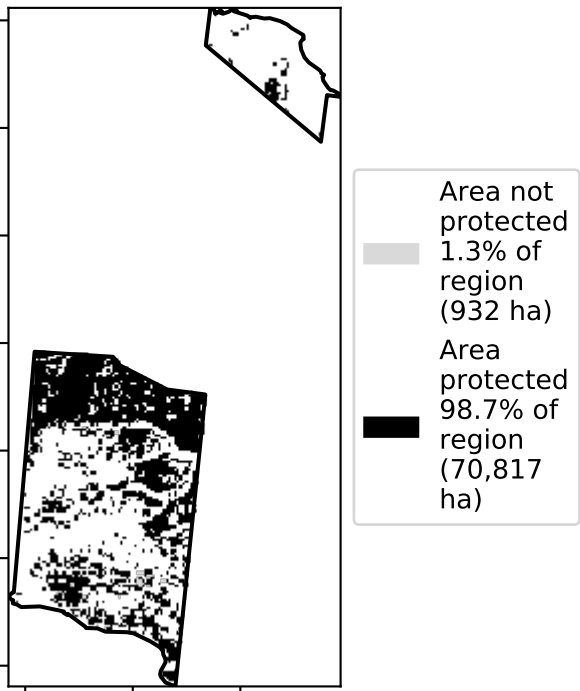 Area not
protected
1.3% of
region
(932 ha)
Area
protected
98.7% of
region
(70,817
ha)